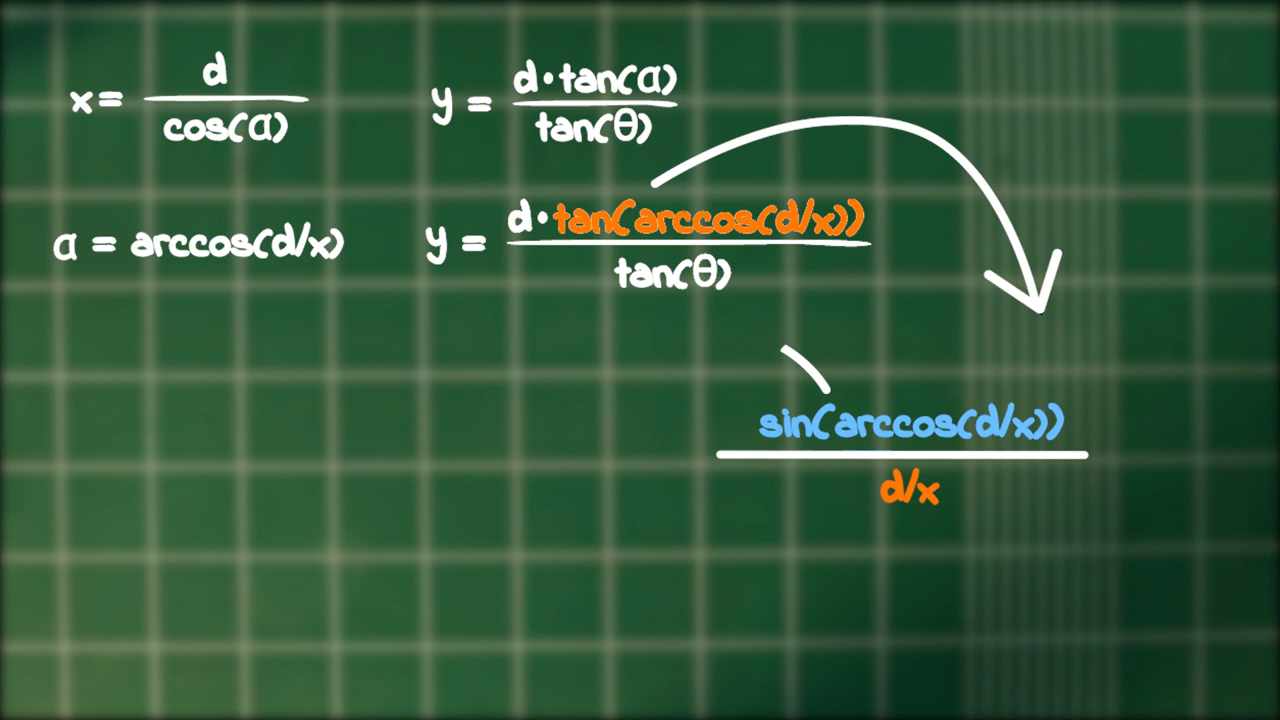 x = d / cos(a)
y = d·tan(a) / tan(θ)
a = arccos(d/x)
y = d·tan(arccos(d/x)) / tan(θ)
sin(arccos(d/x))
d/x